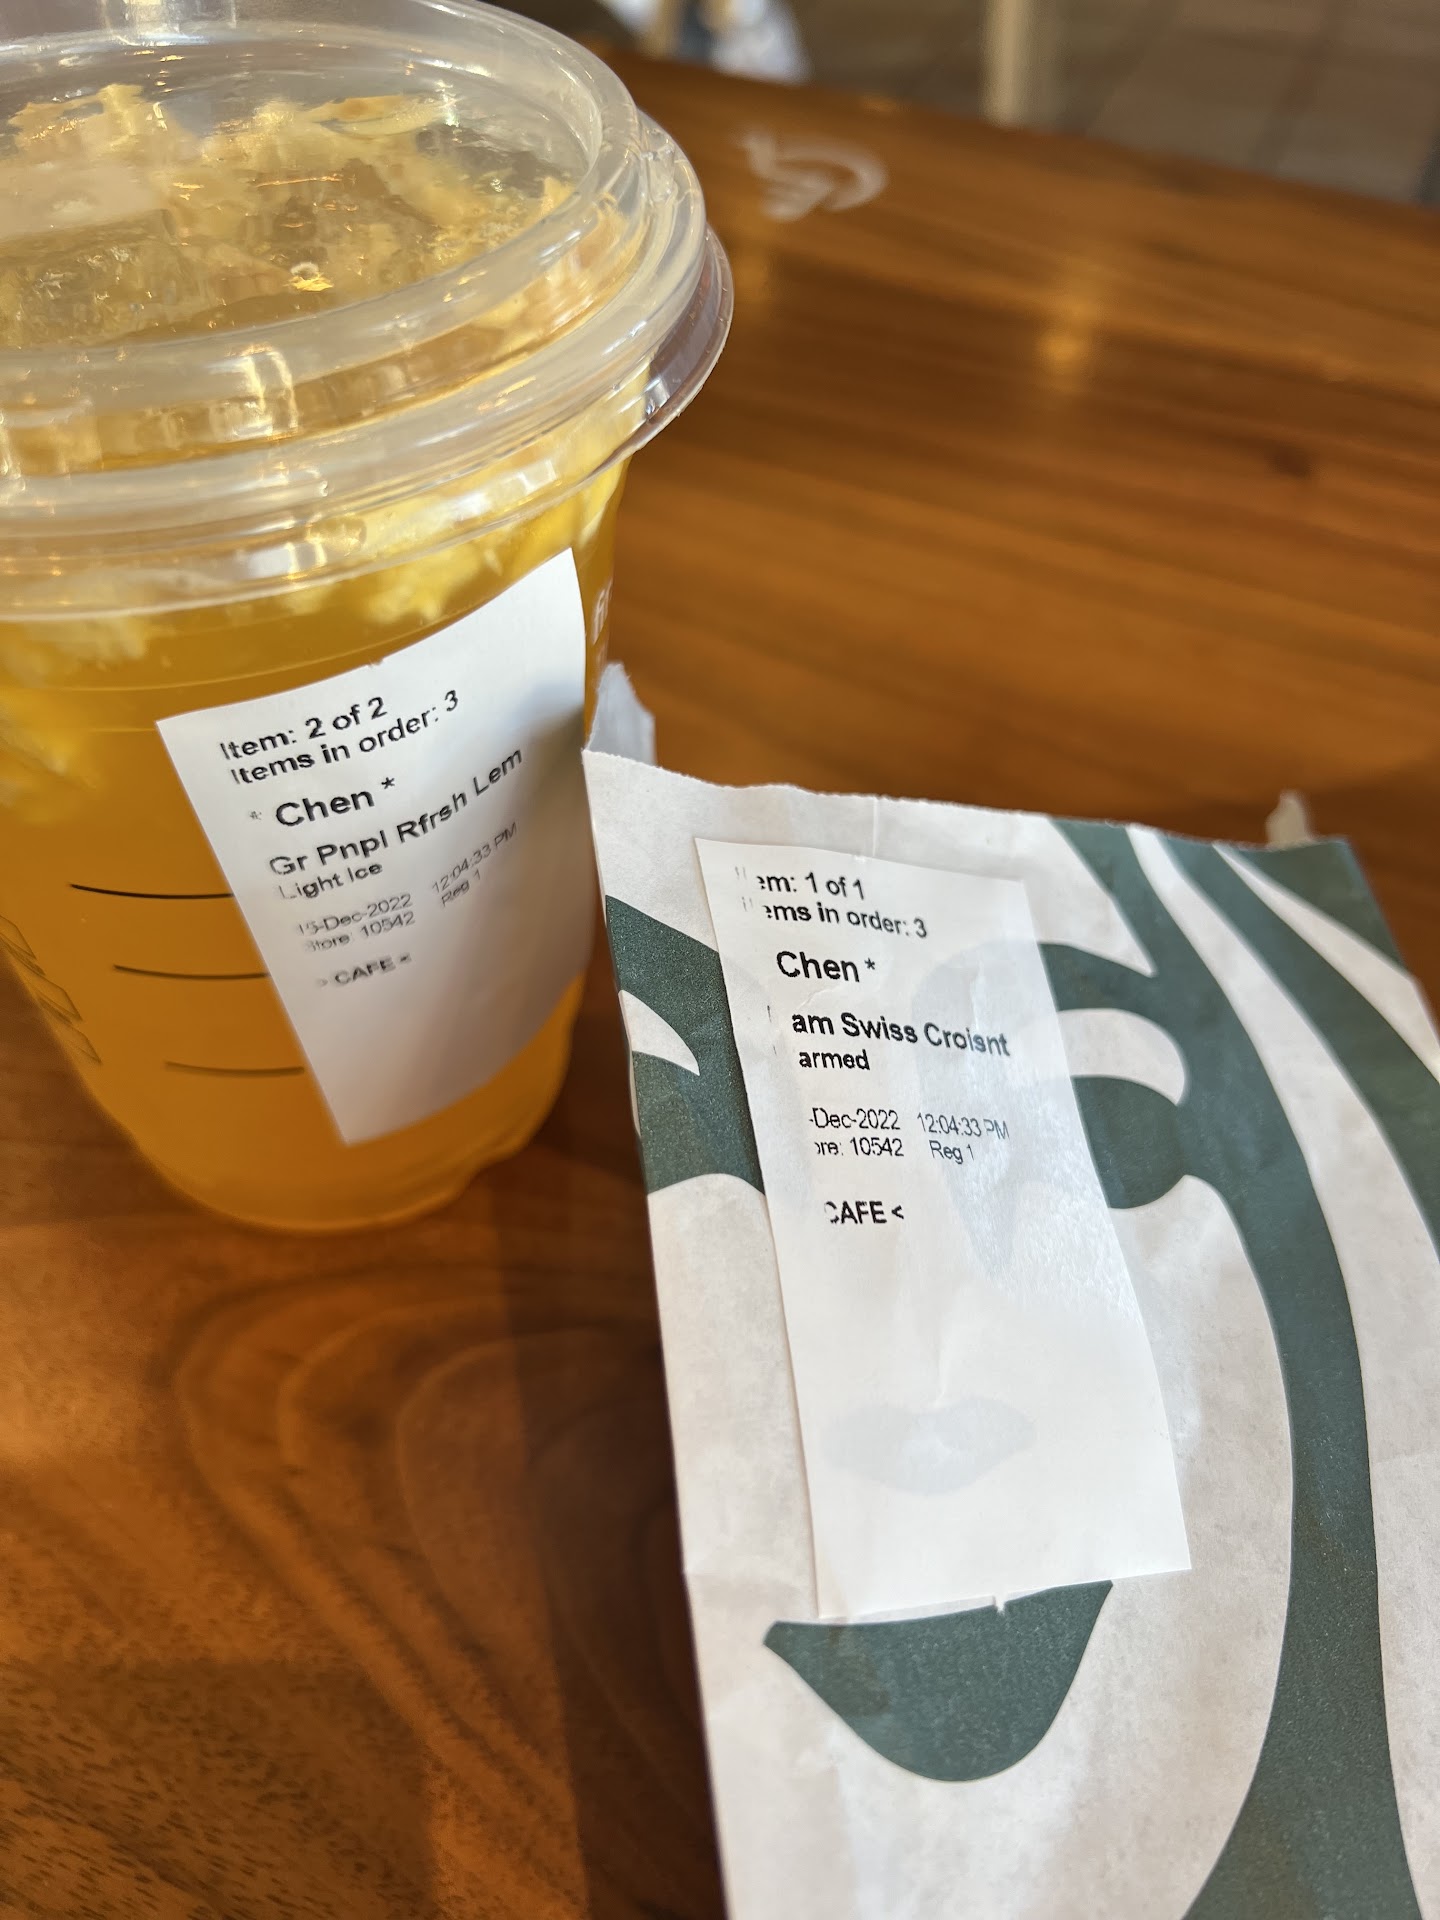 Item: 2 of 2
Items in order: 3
* Chen *
Gr Pnpl Rfrsh Lem
Light Ice
15-Dec-2022 12:04:33 PM
Store: 10542 Reg 1
> CAFE <
em: 1 of 1
ems in order: 3
Chen *
am Swiss Croisnt
armed
-Dec-2022 12:04:33 PM
re: 10542 Reg 1
CAFE <